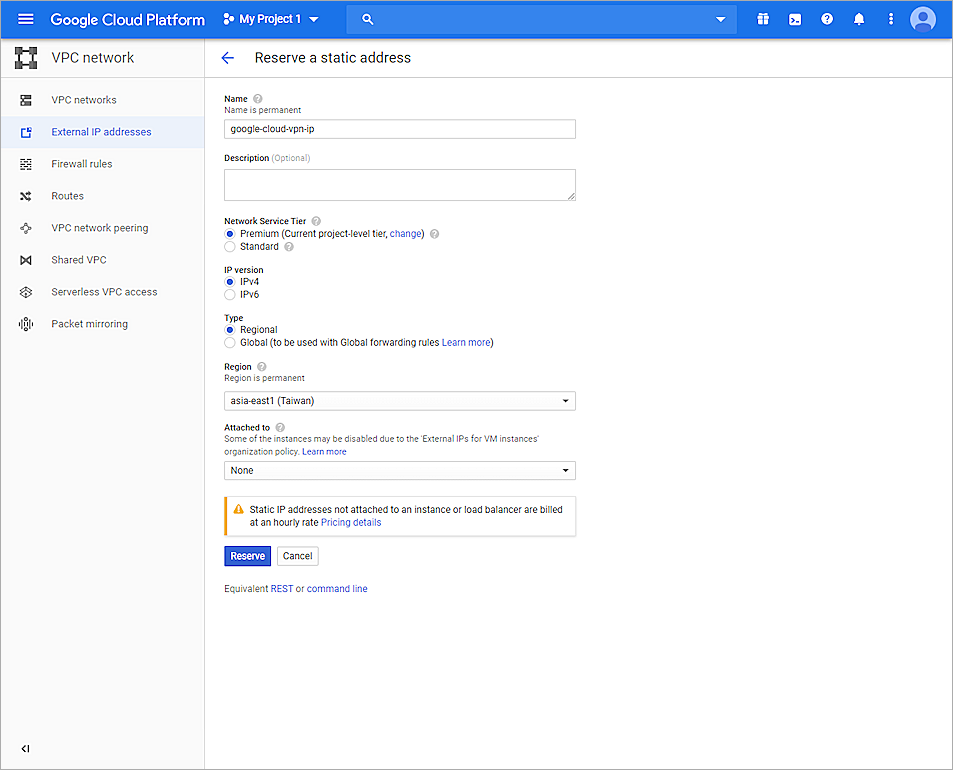 Google Cloud Platform
My Project 1
VPC network
Reserve a static address
VPC networks
External IP addresses
Firewall rules
Routes
VPC network peering
Shared VPC
Serverless VPC access
Packet mirroring
Name
Name is permanent
google-cloud-vpn-ip
Description (Optional)
Network Service Tier
Premium (Current project-level tier, change)
Standard
IP version
IPv4
IPv6
Type
Regional
Global (to be used with Global forwarding rules Learn more)
Region
Region is permanent
asia-east1 (Taiwan)
Attached to
Some of the instances may be disabled due to the 'External IPs for VM instances'
organization policy. Learn more
None
Static IP addresses not attached to an instance or load balancer are billed
at an hourly rate Pricing details
Reserve
Cancel
Equivalent REST or command line